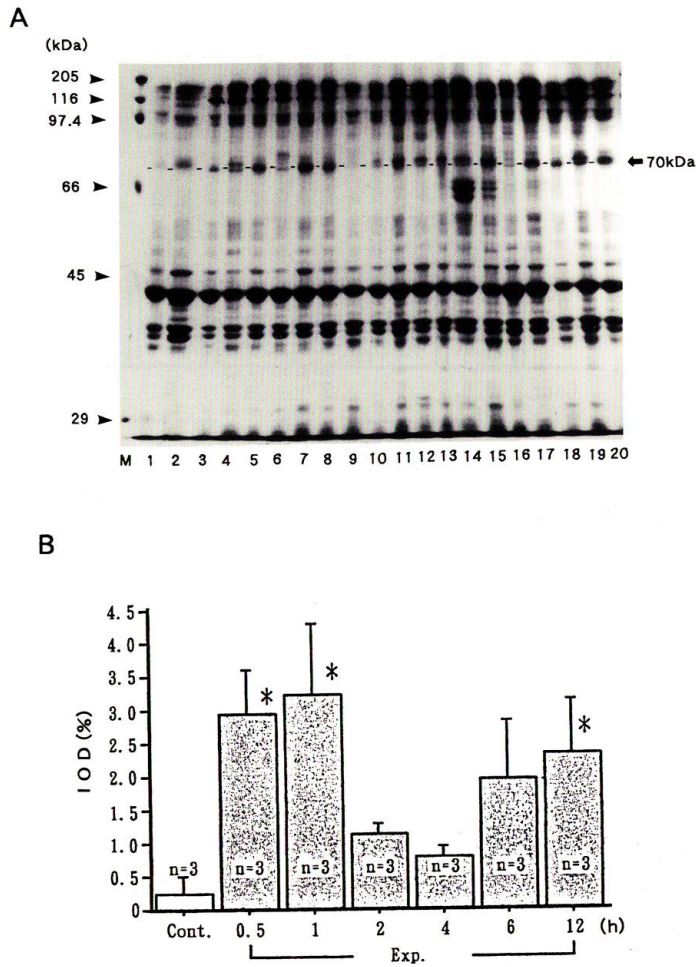 A
(kDa)
205
116
97.4
66
45
29
70kDa
M 1 2 3 4 5 6 7 8 9 10 11 12 13 14 15 16 17 18 19 20
B
IOD(%)
4.5
4.0
3.5
3.0
2.5
2.0
1.5
1.0
0.5
0
n=3 n=3 n=3 n=3 n=3 n=3 n=3
* * *
Cont. 0.5 1 2 4 6 12 (h)
Exp.